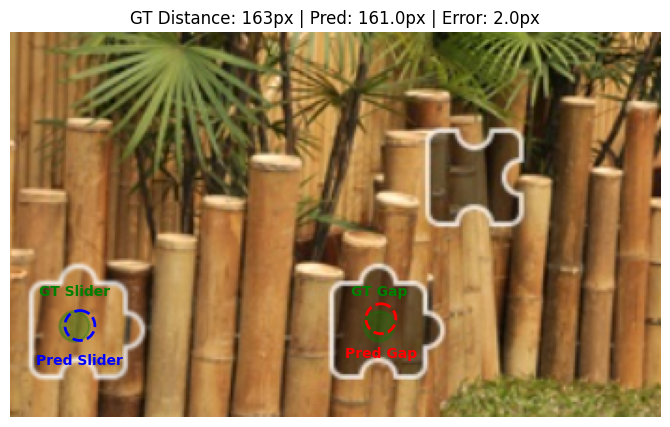 GT Distance: 163px | Pred: 161.0px | Error: 2.0px
GT Slider
GT Gap
Pred Slider
Pred Gap